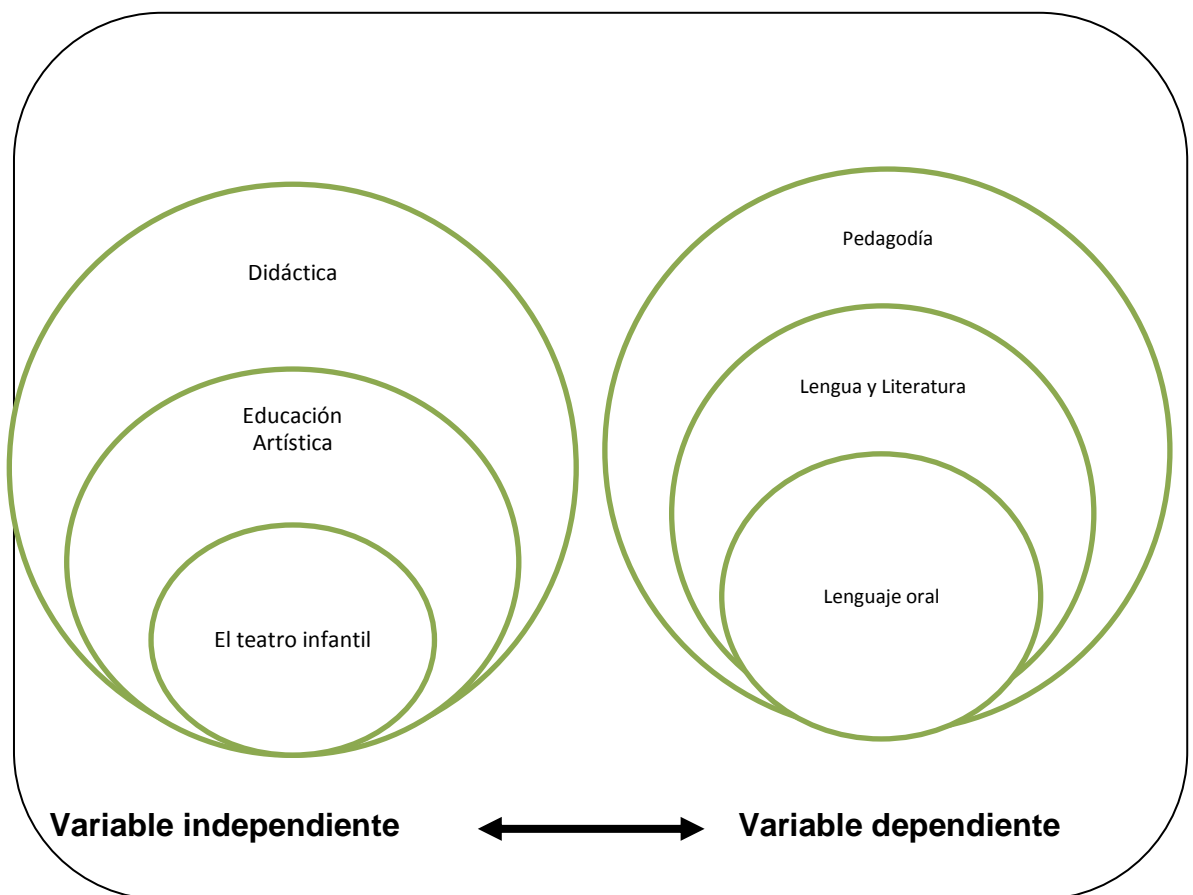 Didáctica
Educación
Artística
El teatro infantil
Pedagodía
Lengua y Literatura
Lenguaje oral
Variable independiente
Variable dependiente